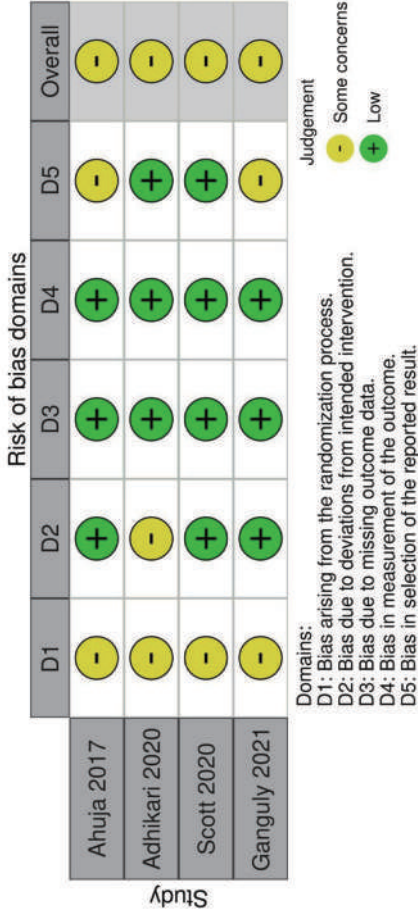 Risk of bias domains
D1 D2 D3 D4 D5 Overall
Study
Ahuja 2017 - + + + - -
Adhikari 2020 - - + + + -
Scott 2020 - + + + + -
Ganguly 2021 - + + + - -
Domains:
D1: Bias arising from the randomization process.
D2: Bias due to deviations from intended intervention.
D3: Bias due to missing outcome data.
D4: Bias in measurement of the outcome.
D5: Bias in selection of the reported result.
Judgement
- Some concerns
+ Low